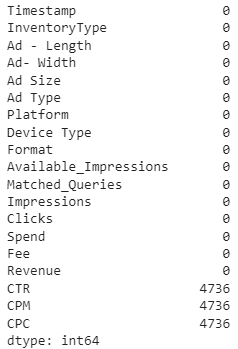 Timestamp 0
InventoryType 0
Ad - Length 0
Ad- Width 0
Ad Size 0
Ad Type 0
Platform 0
Device Type 0
Format 0
Available_Impressions 0
Matched_Queries 0
Impressions 0
Clicks 0
Spend 0
Fee 0
Revenue 0
CTR 4736
CPM 4736
CPC 4736
dtype: int64